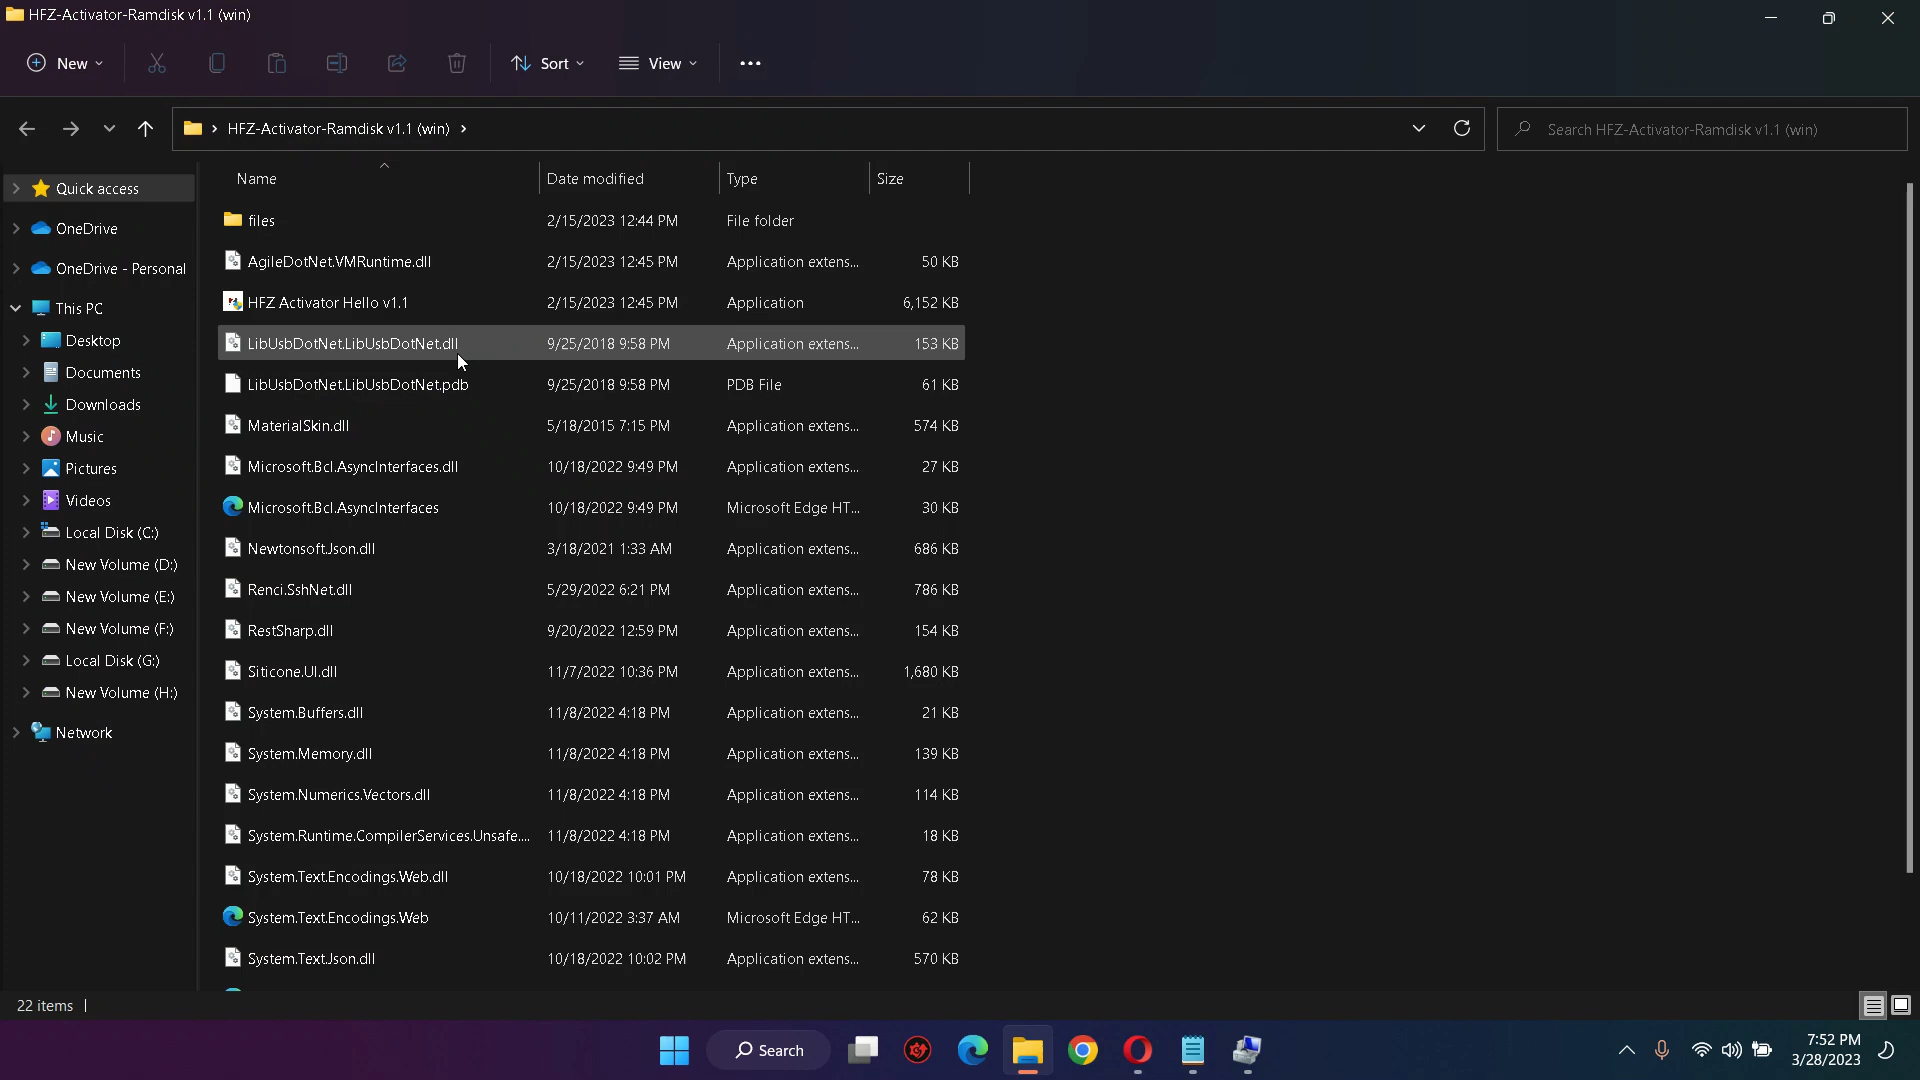 HFZ-Activator-Ramdisk v1.1 (win)
New
Sort
View
HFZ-Activator-Ramdisk v1.1 (win)
Search HFZ-Activator-Ramdisk v1.1 (win)
Quick access
OneDrive
OneDrive - Personal
This PC
Desktop
Documents
Downloads
Music
Pictures
Videos
Local Disk (C:)
New Volume (D:)
New Volume (E:)
New Volume (F:)
Local Disk (G:)
New Volume (H:)
Network
Name Date modified Type Size
files 2/15/2023 12:44 PM File folder
AgileDotNet.VMRuntime.dll 2/15/2023 12:45 PM Application extens... 50 KB
HFZ Activator Hello v1.1 2/15/2023 12:45 PM Application 6,152 KB
LibUsbDotNet.LibUsbDotNet.dll 9/25/2018 9:58 PM Application extens... 153 KB
LibUsbDotNet.LibUsbDotNet.pdb 9/25/2018 9:58 PM PDB File 61 KB
MaterialSkin.dll 5/18/2015 7:15 PM Application extens... 574 KB
Microsoft.Bcl.AsyncInterfaces.dll 10/18/2022 9:49 PM Application extens... 27 KB
Microsoft.Bcl.AsyncInterfaces 10/18/2022 9:49 PM Microsoft Edge HT... 30 KB
Newtonsoft.Json.dll 3/18/2021 1:33 AM Application extens... 686 KB
Renci.SshNet.dll 5/29/2022 6:21 PM Application extens... 786 KB
RestSharp.dll 9/20/2022 12:59 PM Application extens... 154 KB
Siticone.UI.dll 11/7/2022 10:36 PM Application extens... 1,680 KB
System.Buffers.dll 11/8/2022 4:18 PM Application extens... 21 KB
System.Memory.dll 11/8/2022 4:18 PM Application extens... 139 KB
System.Numerics.Vectors.dll 11/8/2022 4:18 PM Application extens... 114 KB
System.Runtime.CompilerServices.Unsafe.... 11/8/2022 4:18 PM Application extens... 18 KB
System.Text.Encodings.Web.dll 10/18/2022 10:01 PM Application extens... 78 KB
System.Text.Encodings.Web 10/11/2022 3:37 AM Microsoft Edge HT... 62 KB
System.Text.Json.dll 10/18/2022 10:02 PM Application extens... 570 KB
22 items
Search
7:52 PM
3/28/2023